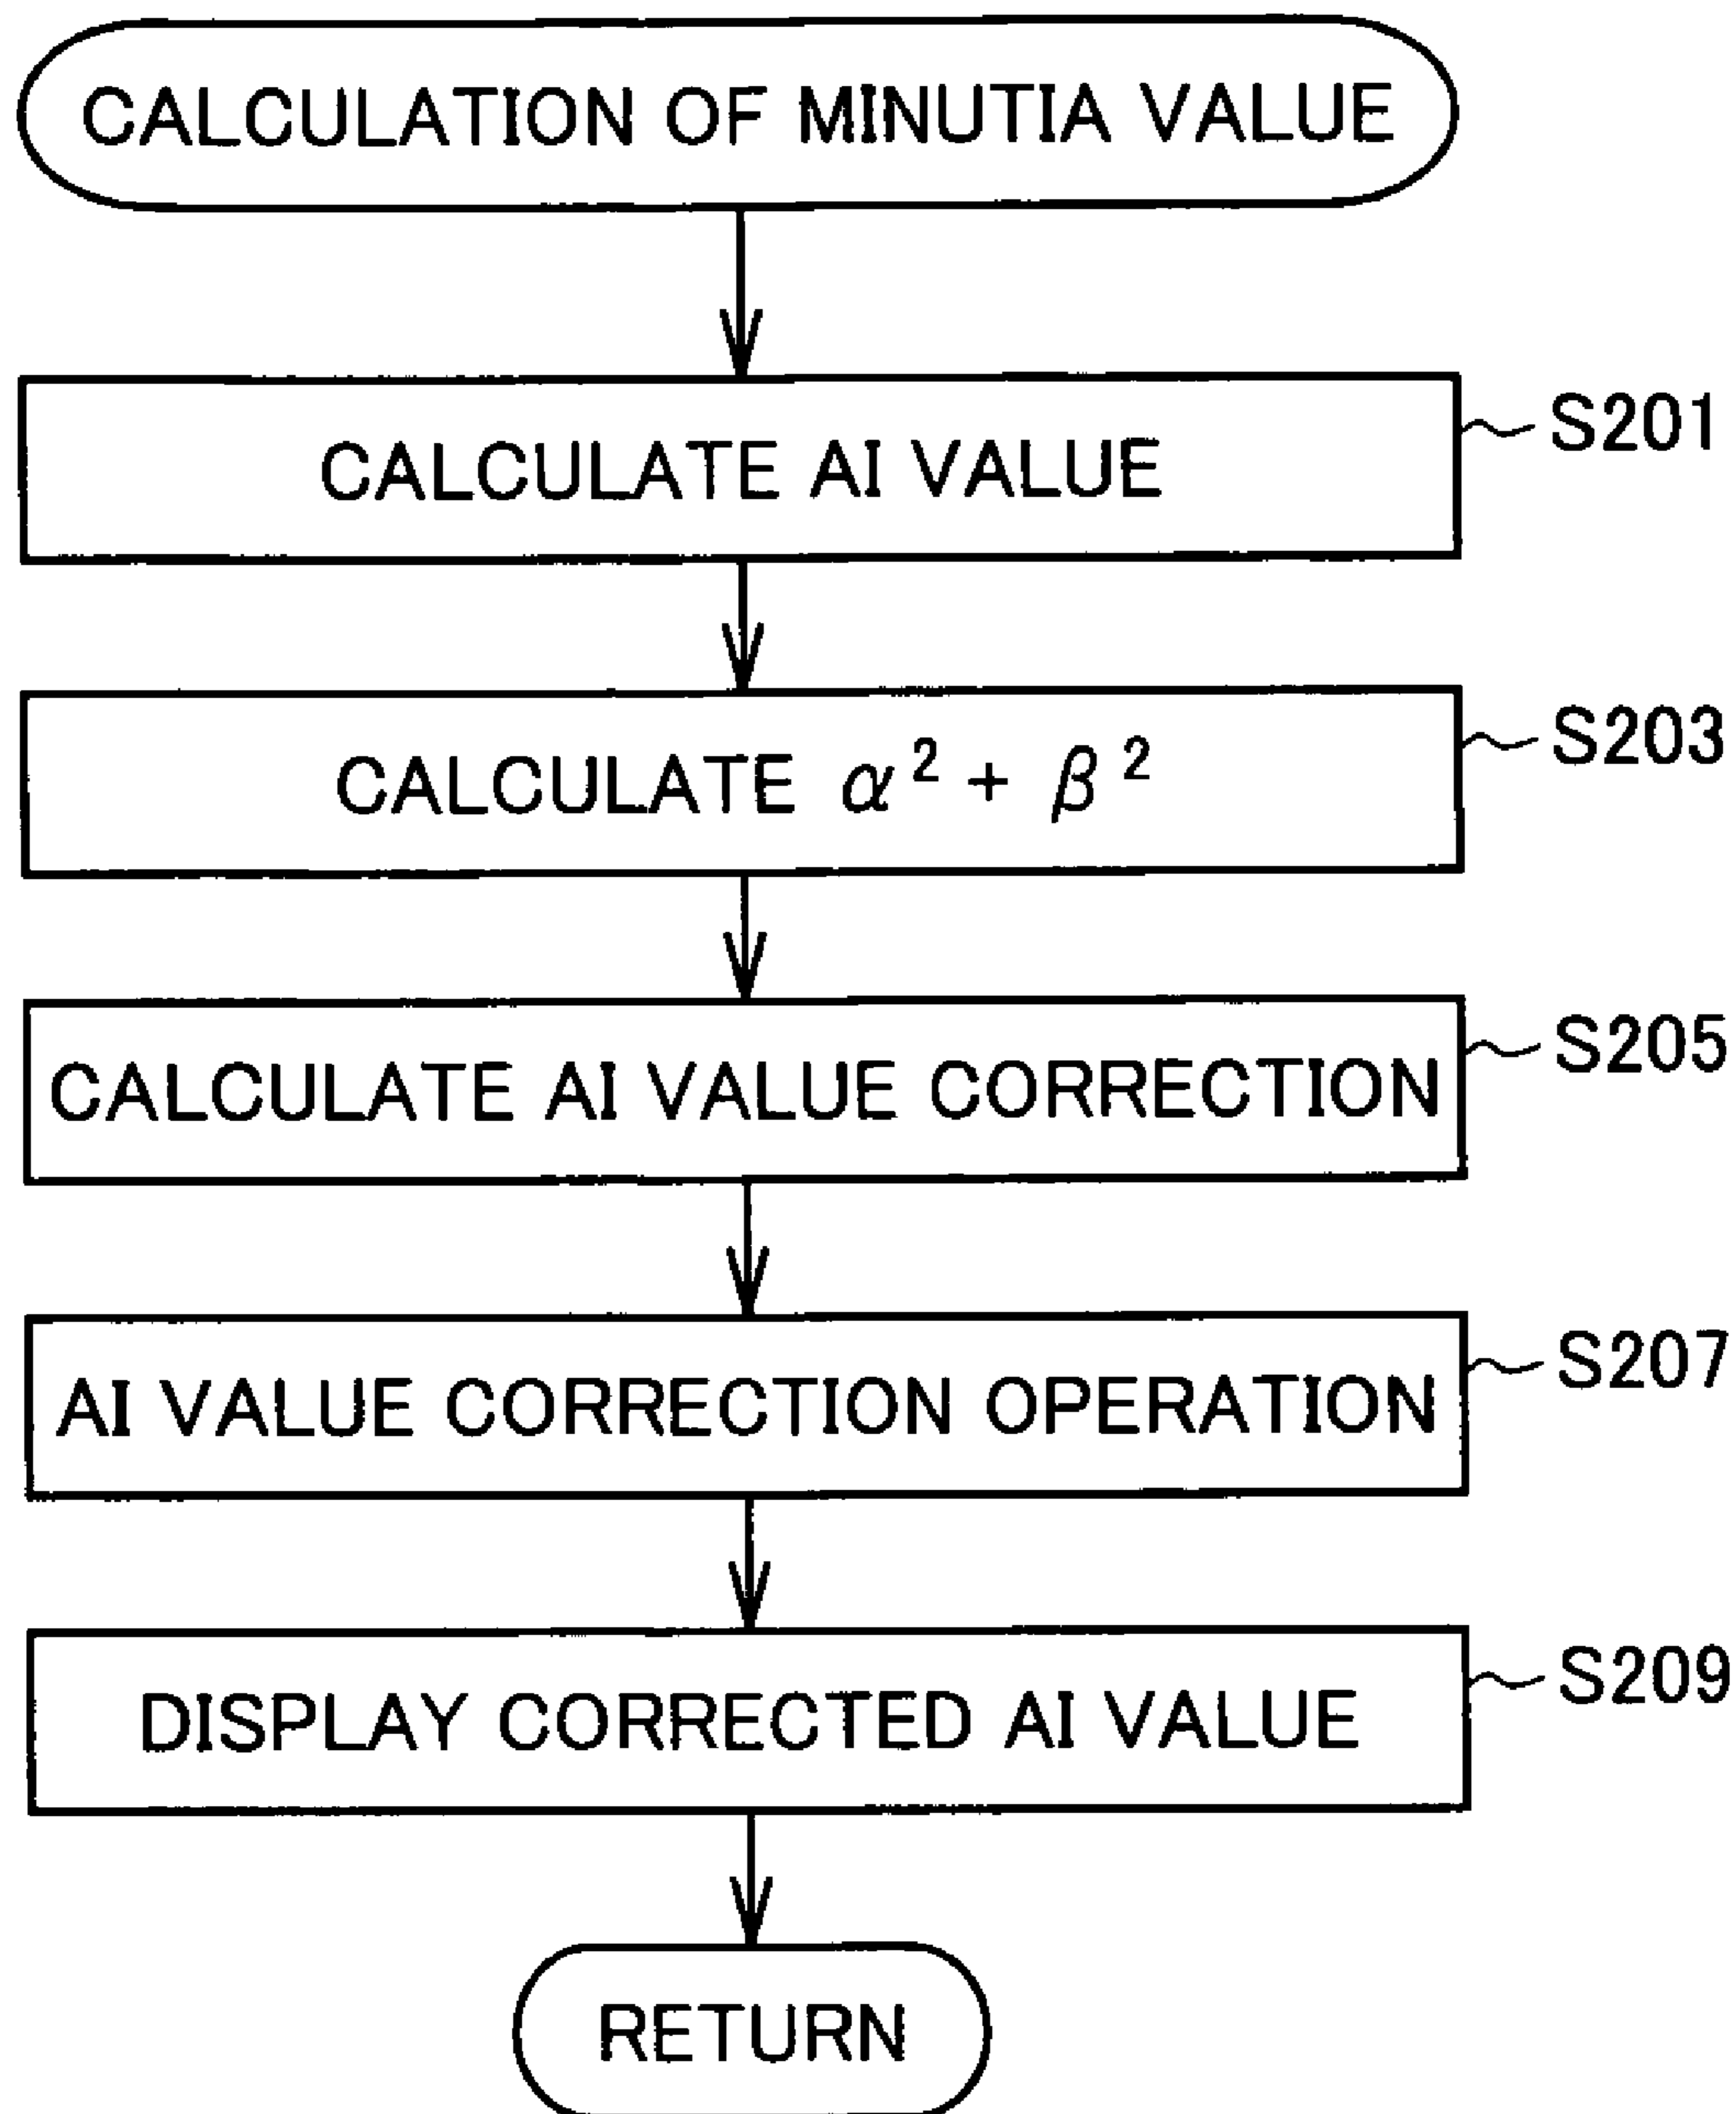 CALCULATION OF MINUTIA VALUE
CALCULATE AI VALUE
S201
CALCULATE α² + β²
S203
CALCULATE AI VALUE CORRECTION
S205
AI VALUE CORRECTION OPERATION
S207
DISPLAY CORRECTED AI VALUE
S209
RETURN